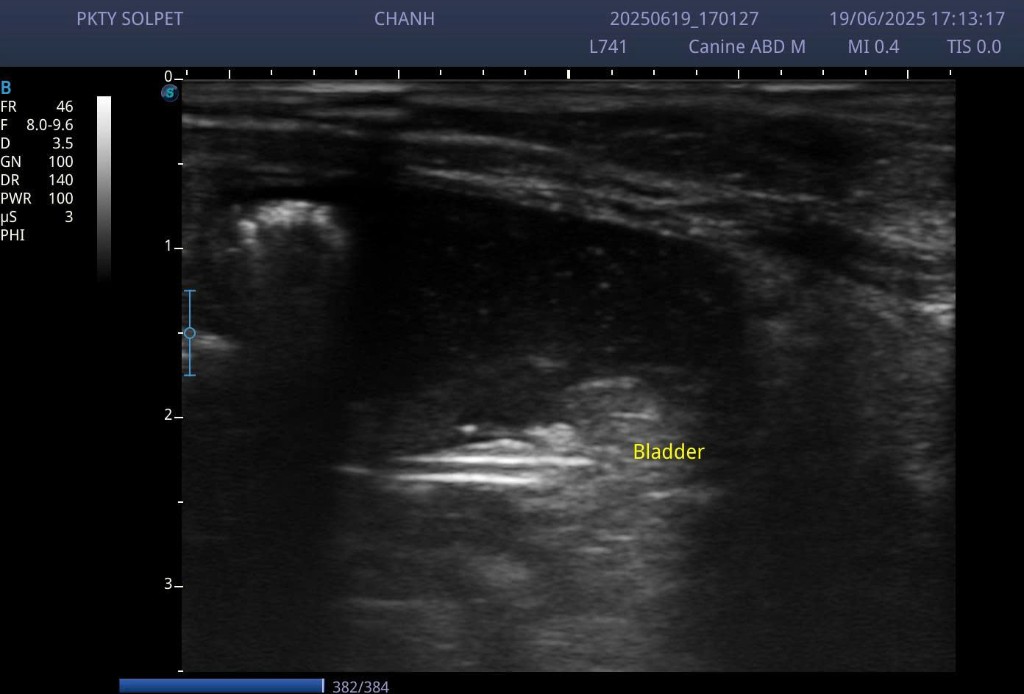 PKTY SOLPET CHANH 20250619_170127 19/06/2025 17:13:17
L741 Canine ABD M MI 0.4 TIS 0.0
B
FR 46
F 8.0-9.6
D 3.5
GN 100
DR 140
PWR 100
µS 3
PHI
0
S
1
2
Bladder
3
382/384